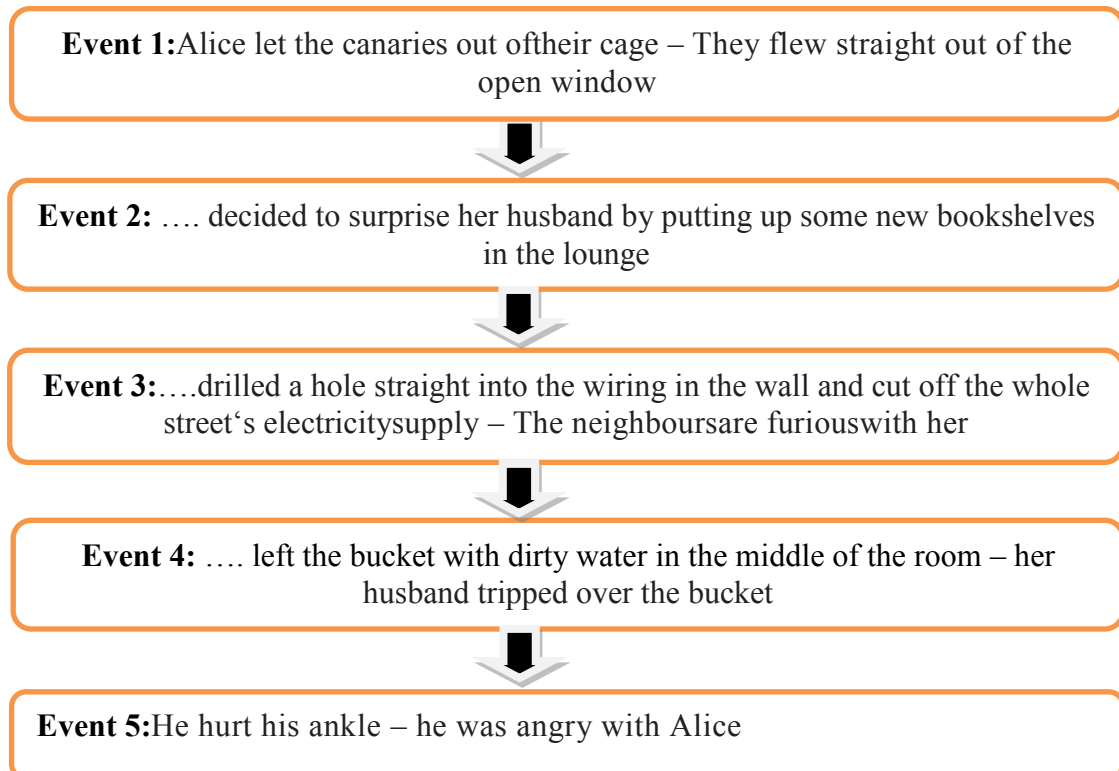 Event 1:Alice let the canaries out oftheir cage – They flew straight out of the
open window
Event 2: …. decided to surprise her husband by putting up some new bookshelves
in the lounge
Event 3:….drilled a hole straight into the wiring in the wall and cut off the whole
street‘s electricitysupply – The neighboursare furiouswith her
Event 4: …. left the bucket with dirty water in the middle of the room – her
husband tripped over the bucket
Event 5:He hurt his ankle – he was angry with Alice